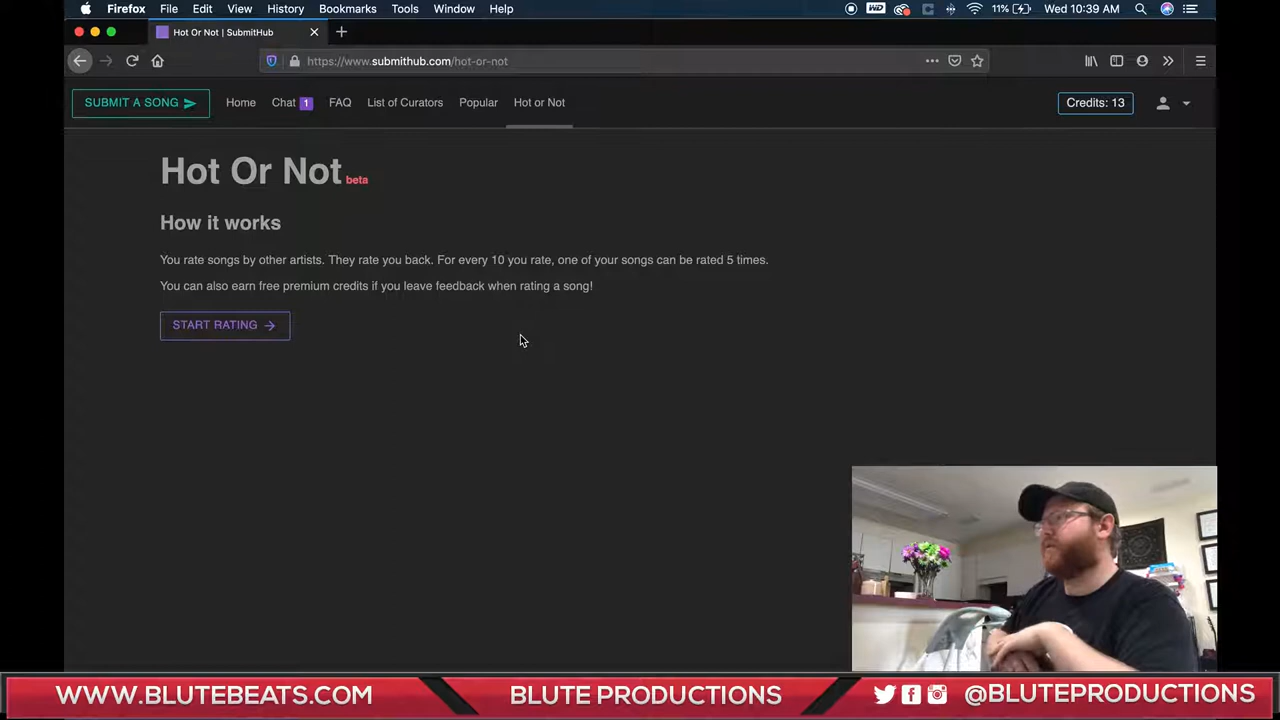 Firefox File Edit View History Bookmarks Tools Window Help 11% Wed 10:39 AM
Hot Or Not | SubmitHub
https://www.submithub.com/hot-or-not
SUBMIT A SONG Home Chat 1 FAQ List of Curators Popular Hot or Not Credits: 13
Hot Or Not beta
How it works
You rate songs by other artists. They rate you back. For every 10 you rate, one of your songs can be rated 5 times.
You can also earn free premium credits if you leave feedback when rating a song!
START RATING
WWW.BLUTEBEATS.COM BLUTE PRODUCTIONS @BLUTEPRODUCTIONS